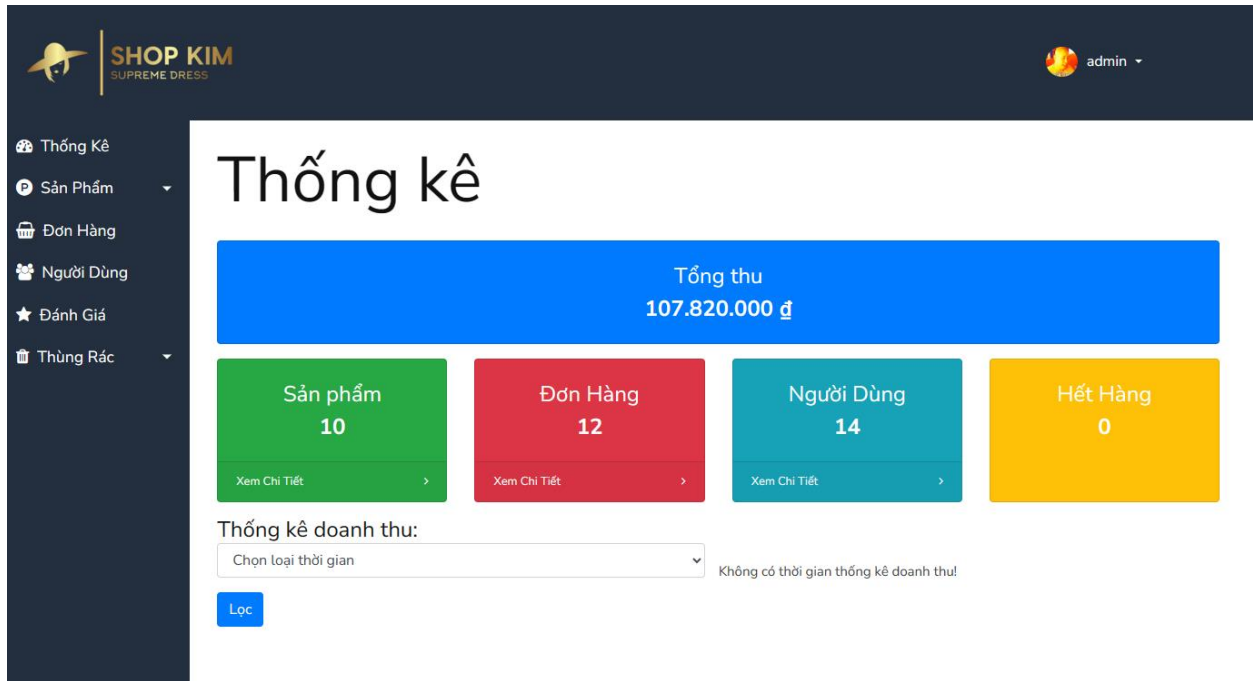 SHOP KIM
SUPREME DRESS
admin
Thống Kê
Sản Phẩm
Đơn Hàng
Người Dùng
Đánh Giá
Thùng Rác
Thống kê
Tổng thu
107.820.000 ₫
Sản phẩm
10
Xem Chi Tiết
Đơn Hàng
12
Xem Chi Tiết
Người Dùng
14
Xem Chi Tiết
Hết Hàng
0
Thống kê doanh thu:
Chọn loại thời gian
Không có thời gian thống kê doanh thu!
Lọc